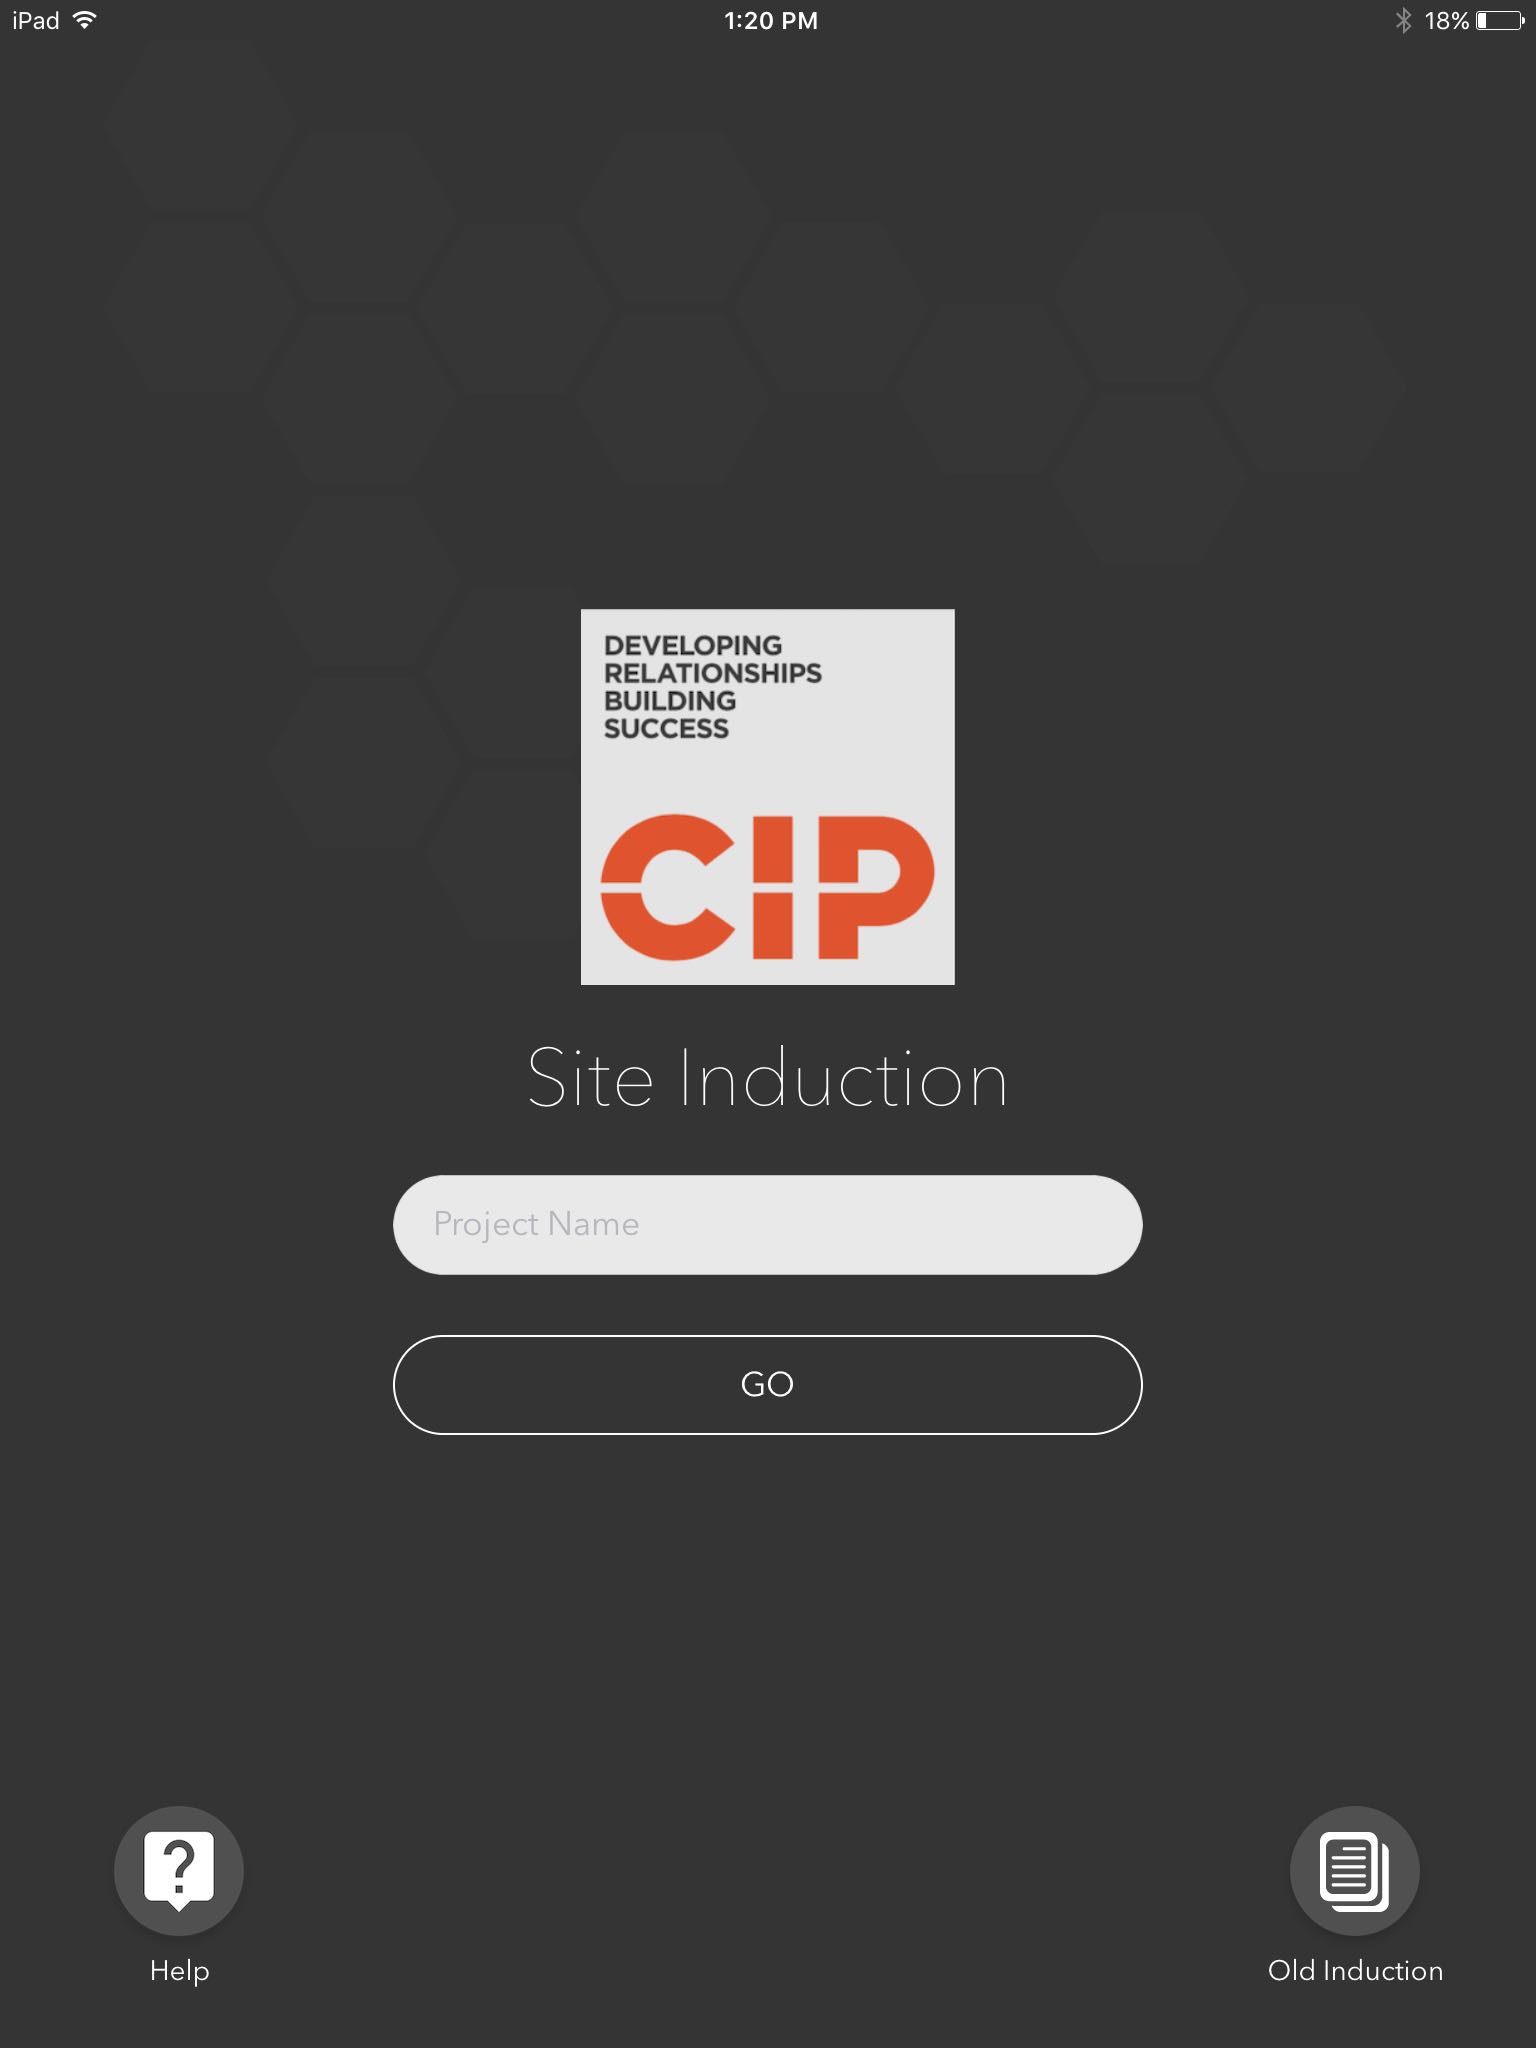 iPad 1:20 PM 18%
DEVELOPING
RELATIONSHIPS
BUILDING
SUCCESS
CIP
Site Induction
Project Name
GO
Help Old Induction